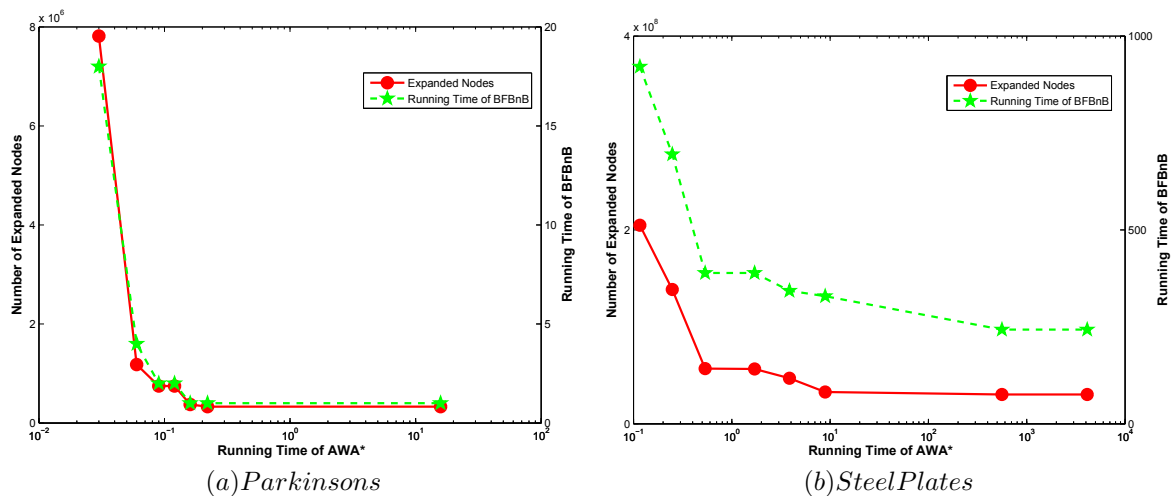 x 10^6
8
6
4
2
0
20
15
10
5
0
Number of Expanded Nodes
Running Time of BFBnB
Expanded Nodes
Running Time of BFBnB
10^-2
10^-1
10^0
10^1
10^2
Running Time of AWA*
(a)Parkinsons
x 10^8
4
2
0
1000
500
0
Number of Expanded Nodes
Running Time of BFBnB
Expanded Nodes
Running Time of BFBnB
10^-1
10^0
10^1
10^2
10^3
10^4
Running Time of AWA*
(b)SteelPlates